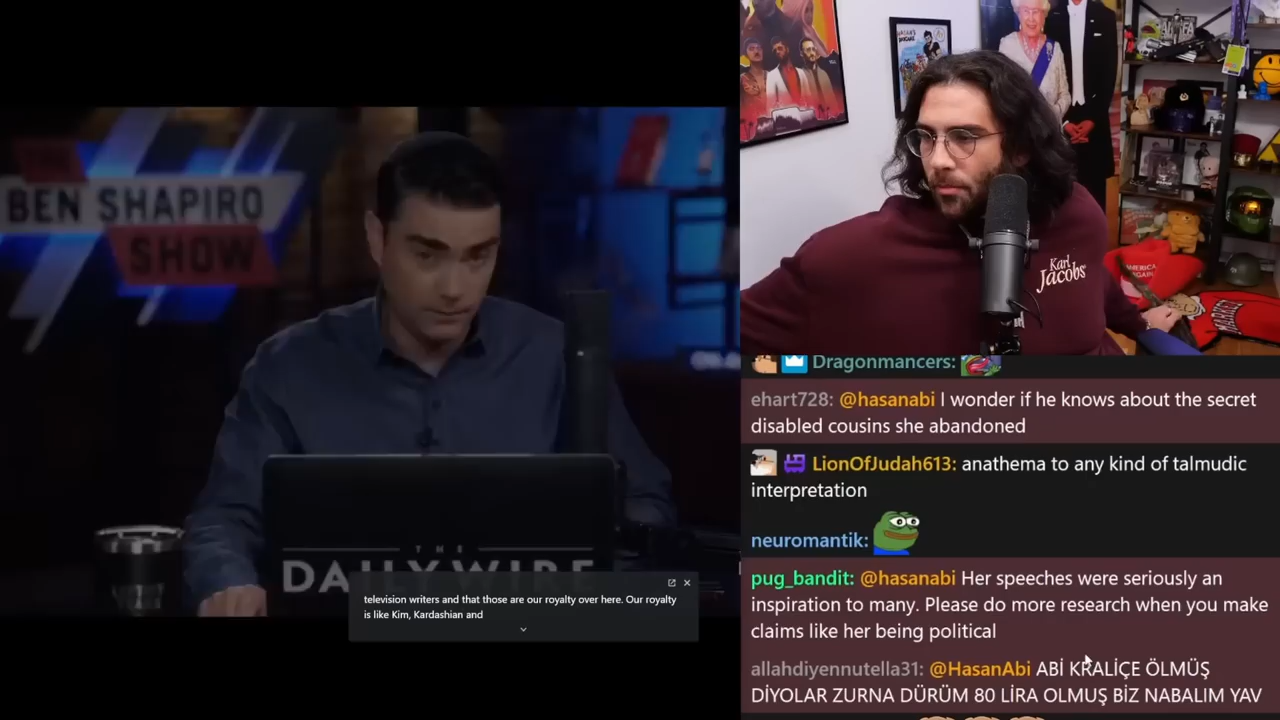 BEN SHAPIRO
SHOW
THE
DAILY WIRE
television writers and that those are our royalty over here. Our royalty
is like Kim, Kardashian and
Karl
Jacobs
Dragonmancers:
ehart728: @hasanabi I wonder if he knows about the secret
disabled cousins she abandoned
LionOfJudah613: anathema to any kind of talmudic
interpretation
neuromantik:
pug_bandit: @hasanabi Her speeches were seriously an
inspiration to many. Please do more research when you make
claims like her being political
allahdiyennutella31: @HasanAbi ABİ KRALİÇE ÖLMÜŞ
DİYOLAR ZURNA DÜRÜM 80 LİRA OLMUŞ BİZ NABALIM YAV